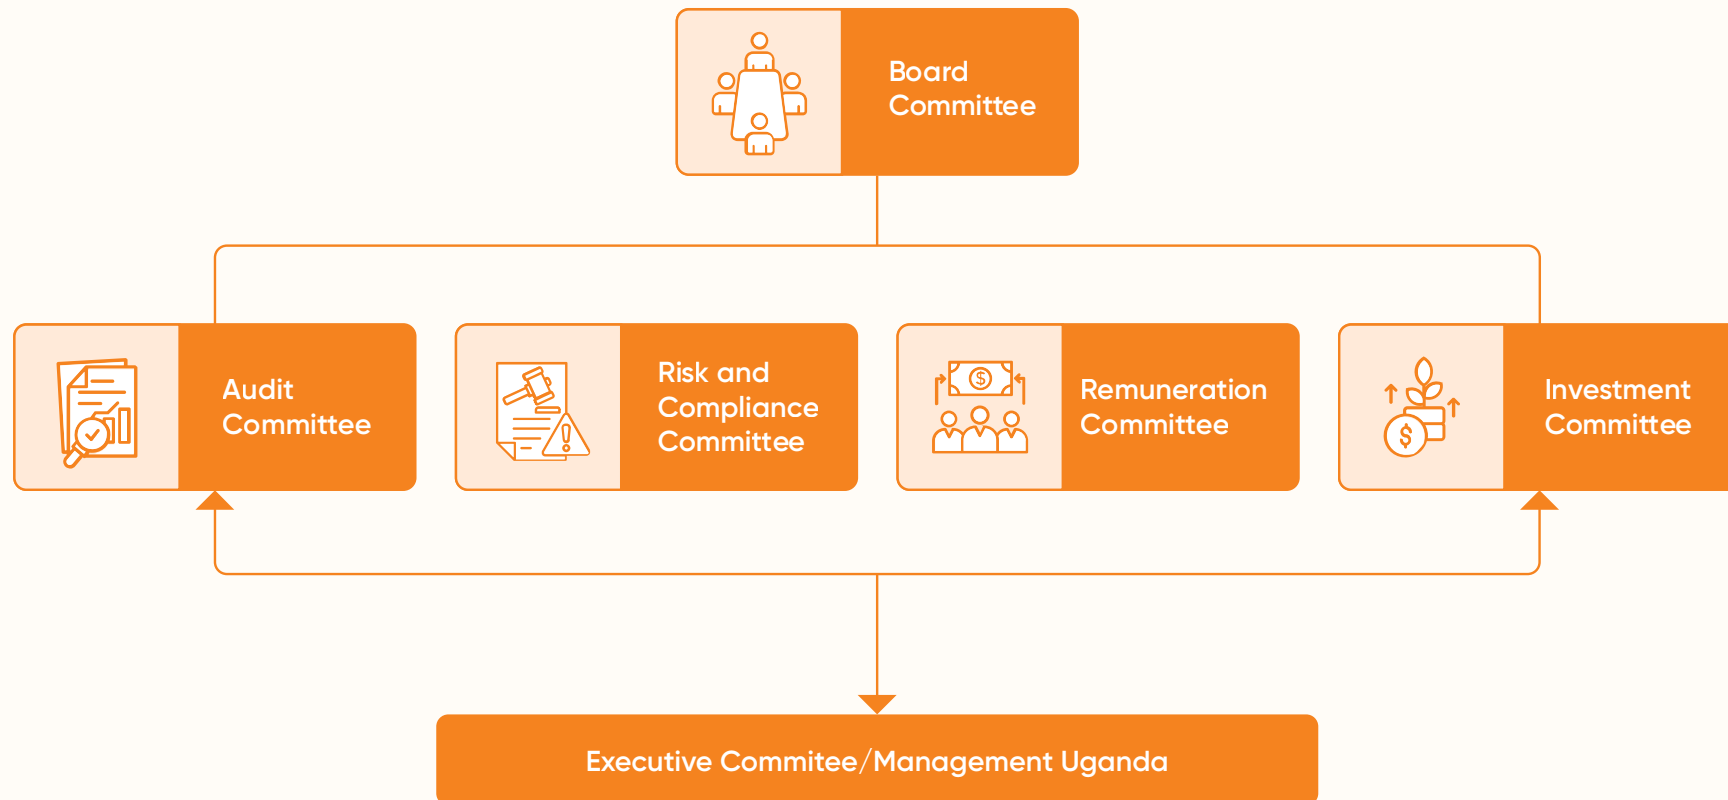 Board
Committee
Audit
Committee
Risk and
Compliance
Committee
Remuneration
Committee
Investment
Committee
Executive Commitee/Management Uganda